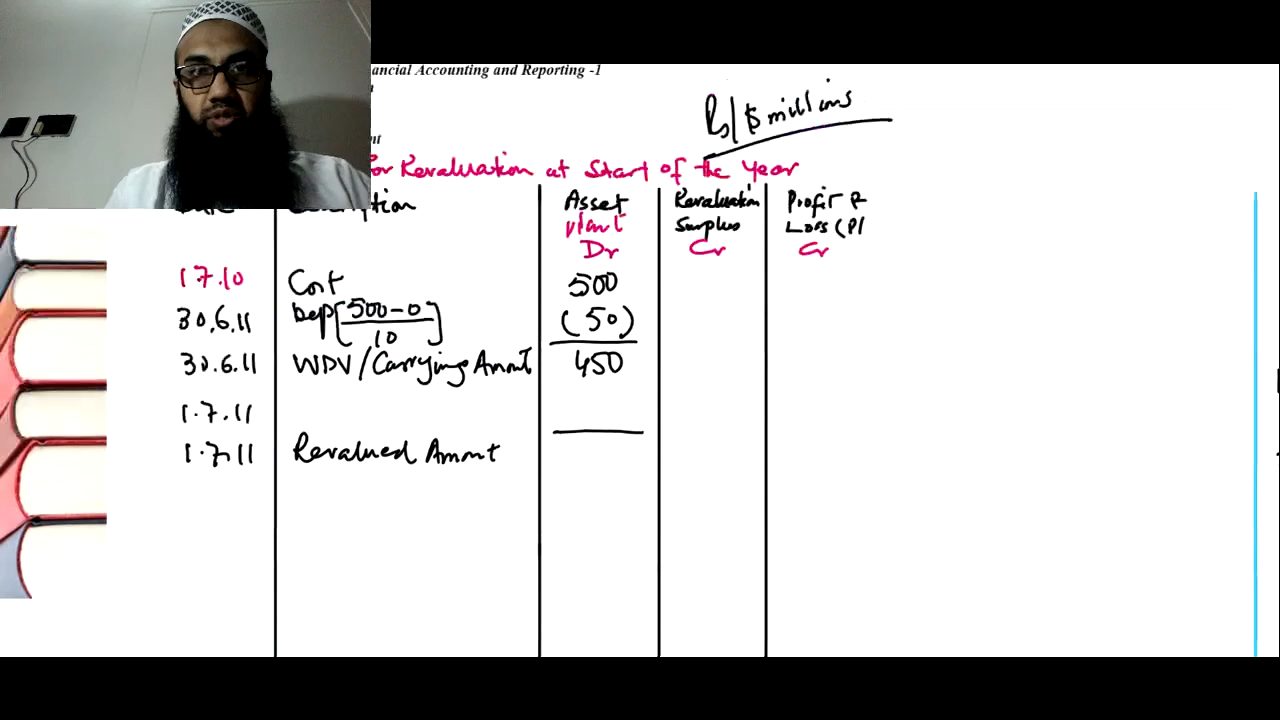 ancial Accounting and Reporting -1
Rs/$ millions
for Revaluation at Start of the Year
Asset Revaluation Profit &
Plant Surplus Loss (P/
Dr Cr Cr
1.7.10 Cost 500
30.6.11 Dep [500-0/10] (50)
30.6.11 WDV/Carrying Amount 450
1.7.11
1.7.11 Revalued Amount